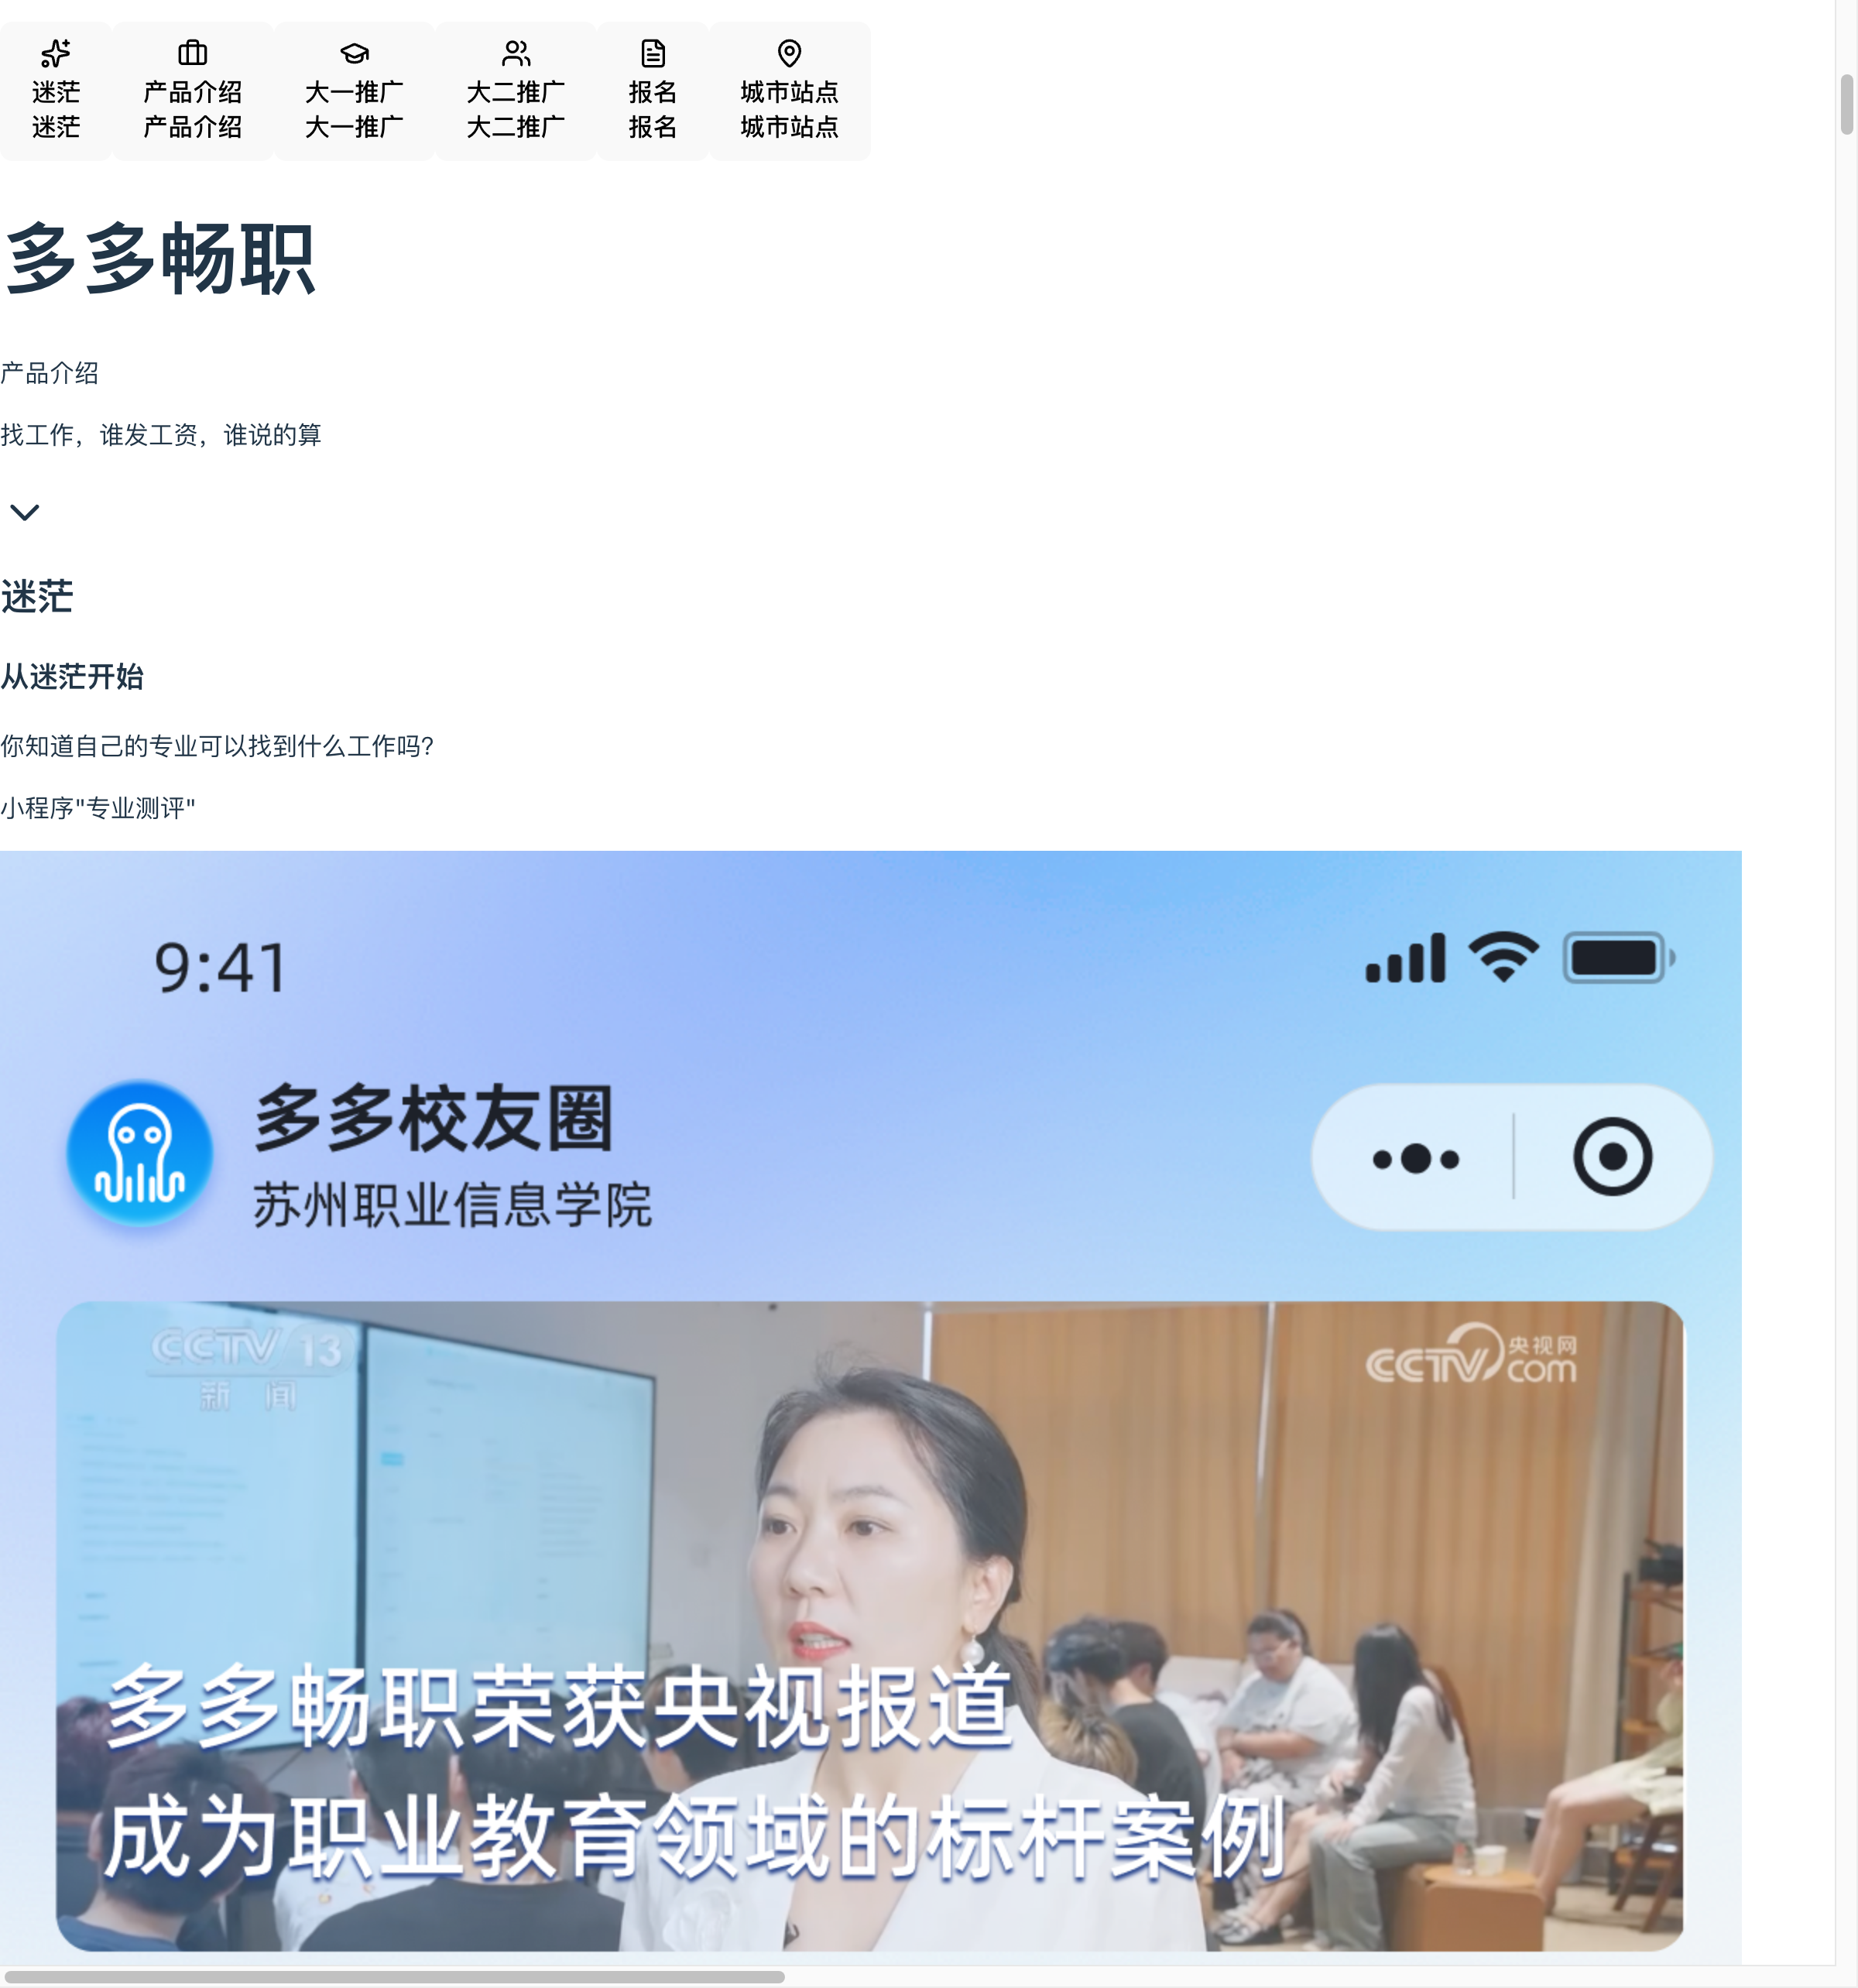 迷茫
迷茫
产品介绍
产品介绍
大一推广
大一推广
大二推广
大二推广
报名
报名
城市站点
城市站点
多多畅职
产品介绍
找工作，谁发工资，谁说的算
迷茫
从迷茫开始
你知道自己的专业可以找到什么工作吗?
小程序"专业测评"
9:41
多多校友圈
苏州职业信息学院
CCTV 13
新 闻
CCTV 央视网
com
多多畅职荣获央视报道
成为职业教育领域的标杆案例